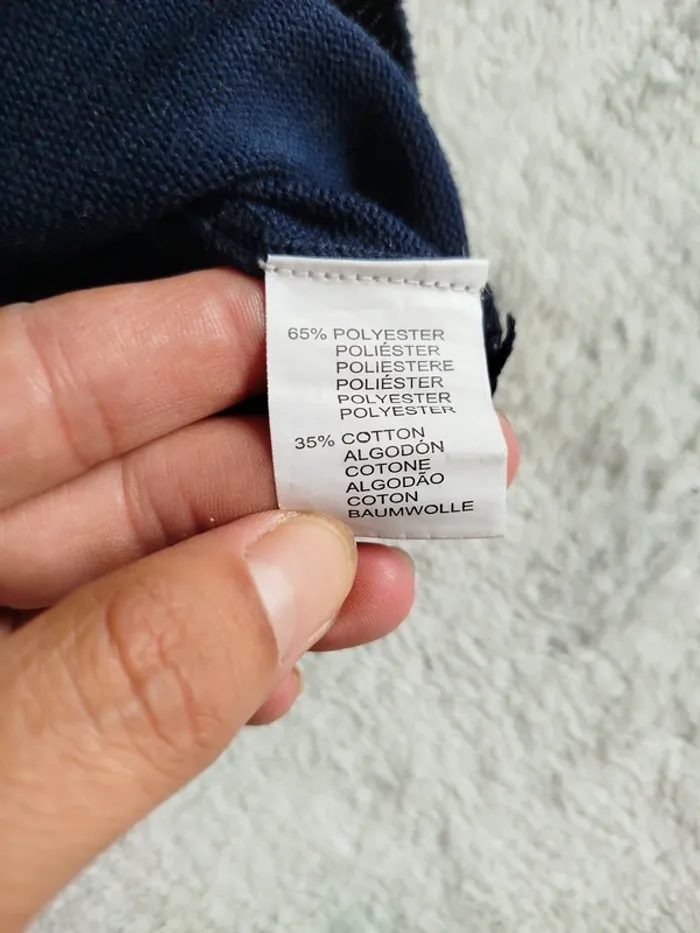 65% POLYESTER
POLIÉSTER
POLIESTERE
POLIÉSTER
POLYESTER
POLYESTER
35% COTTON
ALGODÓN
COTONE
ALGODÃO
COTON
BAUMWOLLE